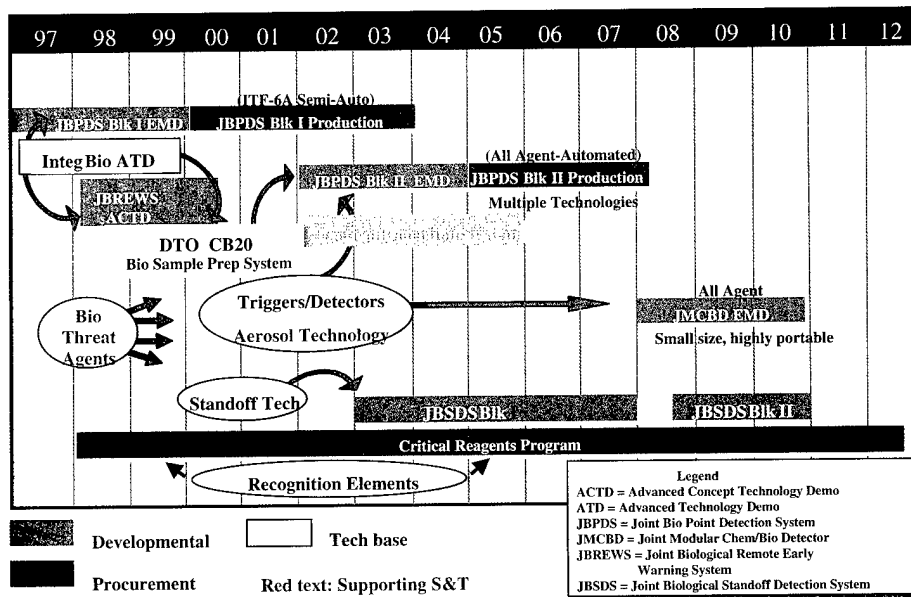 97 98 99 00 01 02 03 04 05 06 07 08 09 10 11 12
(ITF-6A Semi-Auto)
JBPDS Blk I EMD
JBPDS Blk I Production
Integ Bio ATD
(All Agent-Automated)
JBPDS Blk II EMD
JBPDS Blk II Production
JBREWS
ACTD
Multiple Technologies
DTO CB20
Bio Sample Prep System
Bio
Threat
Agents
Triggers/Detectors
Aerosol Technology
All Agent
JMCBD EMD
Small size, highly portable
Standoff Tech
JBSDS Blk
JBSDS Blk II
Critical Reagents Program
Recognition Elements
Developmental
Tech base
Procurement
Red text: Supporting S&T
Legend
ACTD = Advanced Concept Technology Demo
ATD = Advanced Technology Demo
JBPDS = Joint Bio Point Detection System
JMCBD = Joint Modular Chem/Bio Detector
JBREWS = Joint Biological Remote Early
Warning System
JBSDS = Joint Biological Standoff Detection System